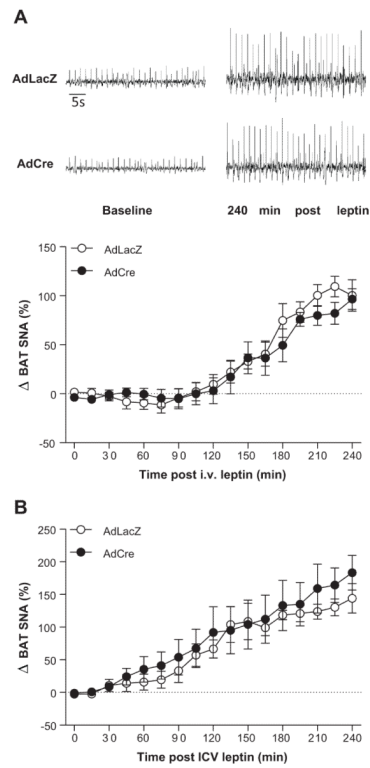 A
AdLacZ
5s
AdCre
Baseline
240 min post leptin
150
100
50
0
-50
Δ BAT SNA (%)
AdLacZ
AdCre
0 30 60 90 120 150 180 210 240
Time post i.v. leptin (min)
B
250
200
150
100
50
0
-50
Δ BAT SNA (%)
AdLacZ
AdCre
0 30 60 90 120 150 180 210 240
Time post ICV leptin (min)